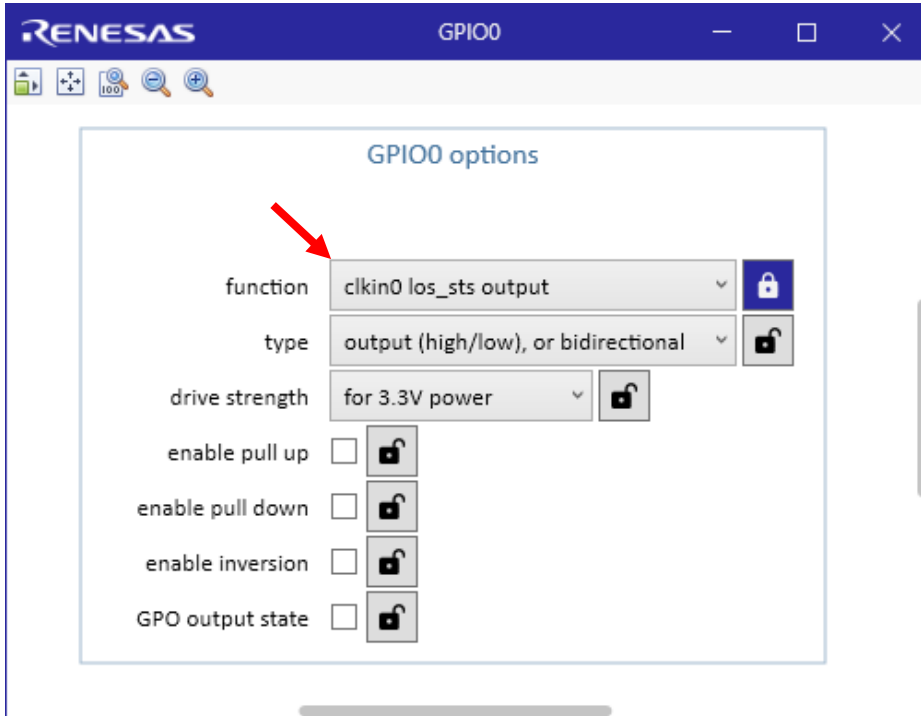 RENESAS GPIO0
100
GPIO0 options
function clkin0 los_sts output
type output (high/low), or bidirectional
drive strength for 3.3V power
enable pull up
enable pull down
enable inversion
GPO output state